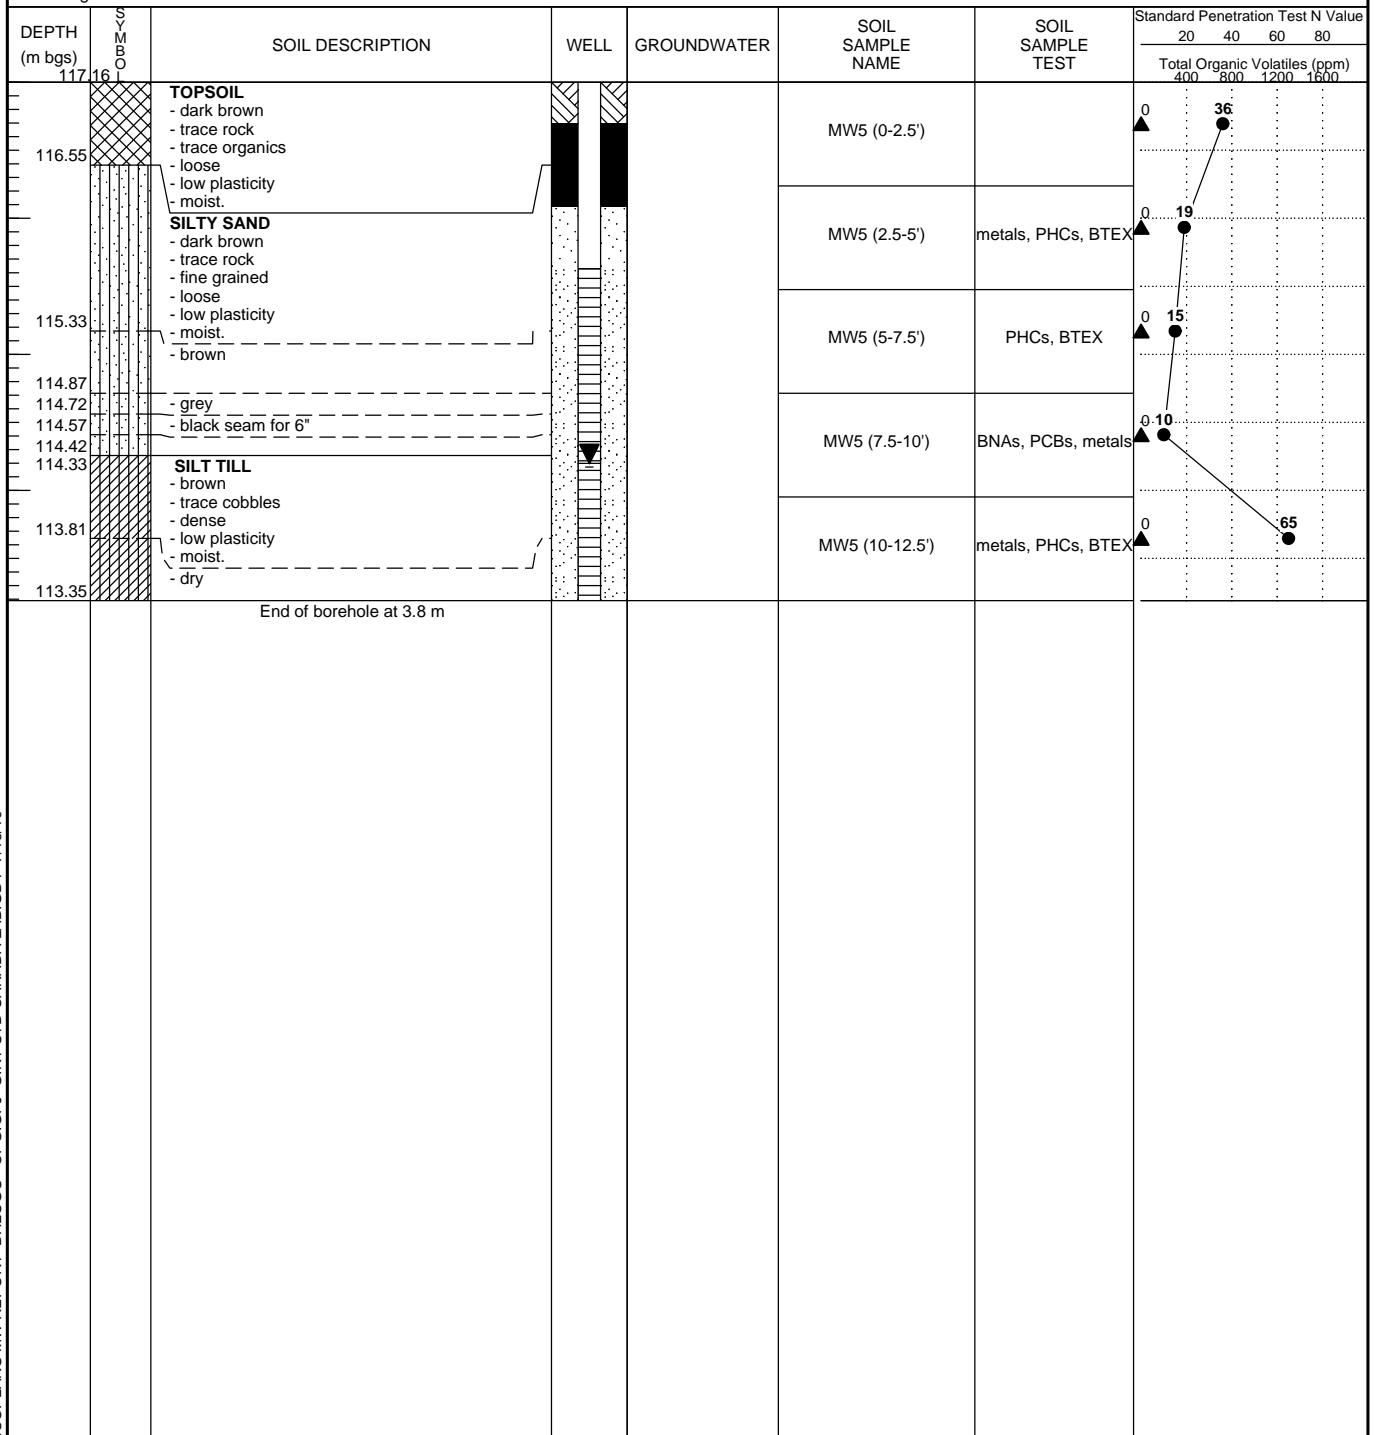 DEPTH
(m bgs)
117.16
SYMBOL
SOIL DESCRIPTION
WELL
GROUNDWATER
SOIL
SAMPLE
NAME
SOIL
SAMPLE
TEST
Standard Penetration Test N Value
20 40 60 80
Total Organic Volatiles (ppm)
400 800 1200 1600
TOPSOIL
- dark brown
- trace rock
- trace organics
- loose
- low plasticity
- moist.
116.55
SILTY SAND
- dark brown
- trace rock
- fine grained
- loose
- low plasticity
- moist.
115.33
- brown
114.87
114.72
- grey
114.57
- black seam for 6"
114.42
114.33
SILT TILL
- brown
- trace cobbles
- dense
- low plasticity
- moist.
113.81
- dry
113.35
End of borehole at 3.8 m
MW5 (0-2.5')
0 36
MW5 (2.5-5') metals, PHCs, BTEX
0 19
MW5 (5-7.5') PHCs, BTEX
0 15
MW5 (7.5-10') BNAs, PCBs, metals
0 10
MW5 (10-12.5') metals, PHCs, BTEX
0 65